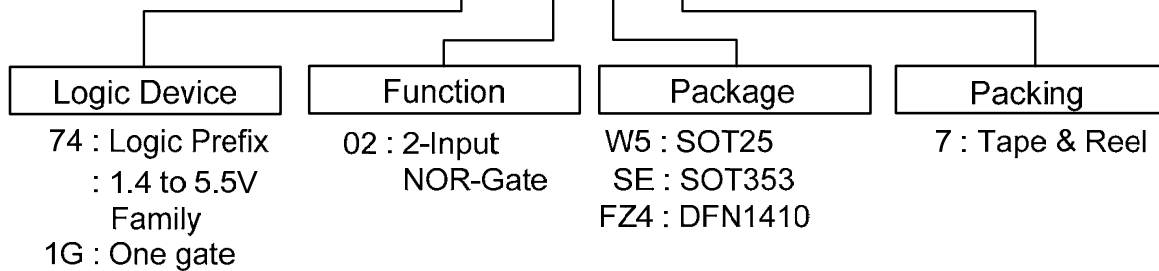 Logic Device
Function
Package
Packing
74 : Logic Prefix
: 1.4 to 5.5V
Family
1G : One gate
02 : 2-Input
NOR-Gate
W5 : SOT25
SE : SOT353
FZ4 : DFN1410
7 : Tape & Reel